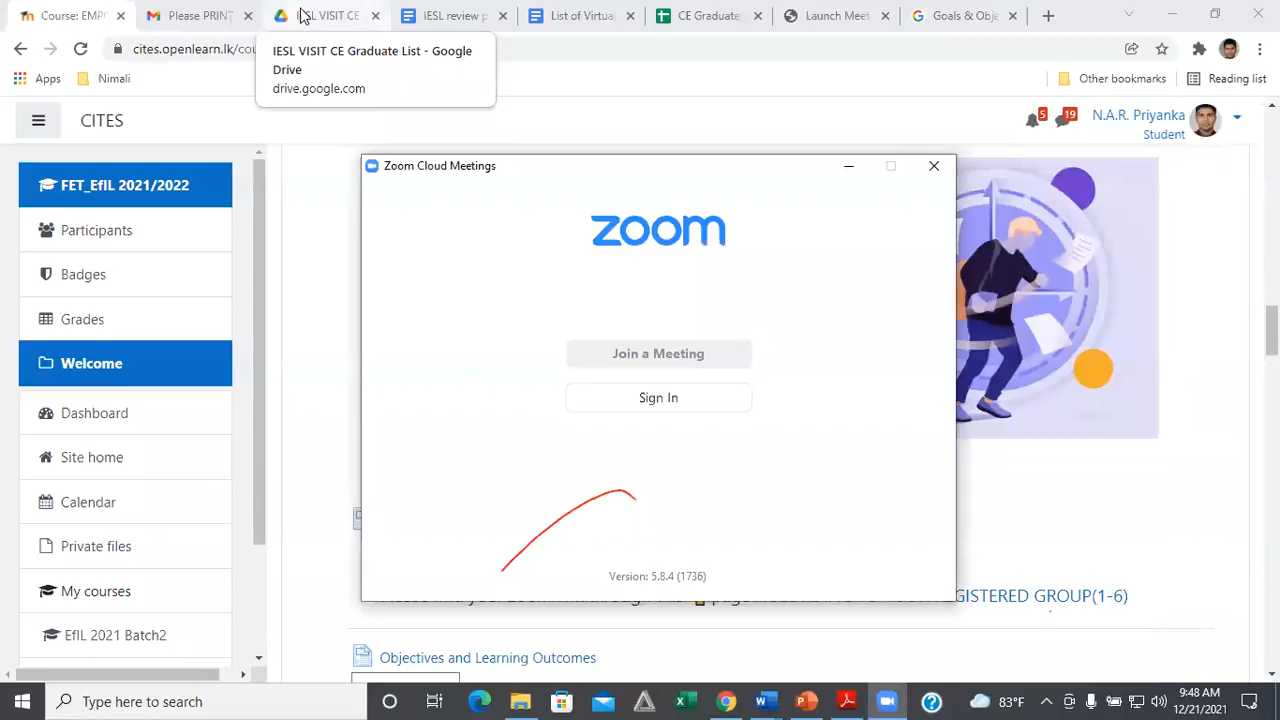 Course: EMP
Please PRIN
IESL VISIT CE
iESL review p
List of Virtua
CE Graduate
Launch Meet
Goals & Obje
cites.openlearn.lk/cou
IESL VISIT CE Graduate List - Google
Drive
drive.google.com
Apps
Nimali
Other bookmarks
Reading list
CITES
5
19
N.A.R. Priyanka
Student
FET_EfIL 2021/2022
Participants
Badges
Grades
Welcome
Dashboard
Site home
Calendar
Private files
My courses
EfIL 2021 Batch2
Zoom Cloud Meetings
zoom
Join a Meeting
Sign In
Version: 5.8.4 (1736)
GISTERED GROUP(1-6)
Objectives and Learning Outcomes
Type here to search
83°F
9:48 AM
12/21/2021